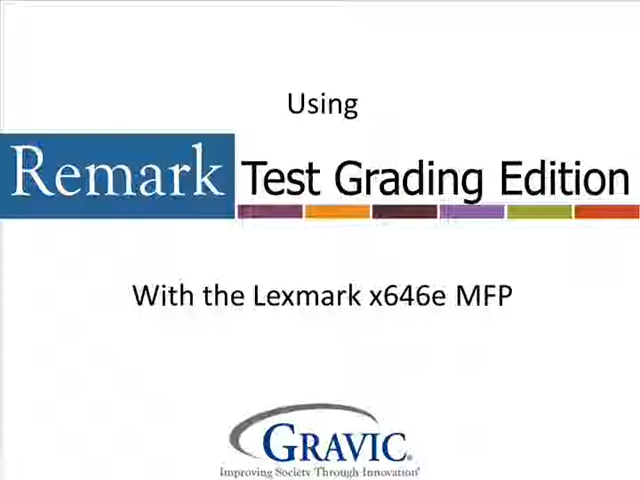 Using
Remark Test Grading Edition
With the Lexmark x646e MFP
GRAVIC®
Improving Society Through Innovation®